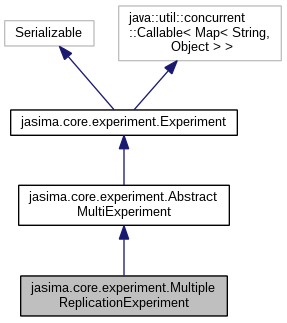 Serializable
java::util::concurrent
::Callable< Map< String,
Object > >
jasima.core.experiment.Experiment
jasima.core.experiment.Abstract
MultiExperiment
jasima.core.experiment.Multiple
ReplicationExperiment